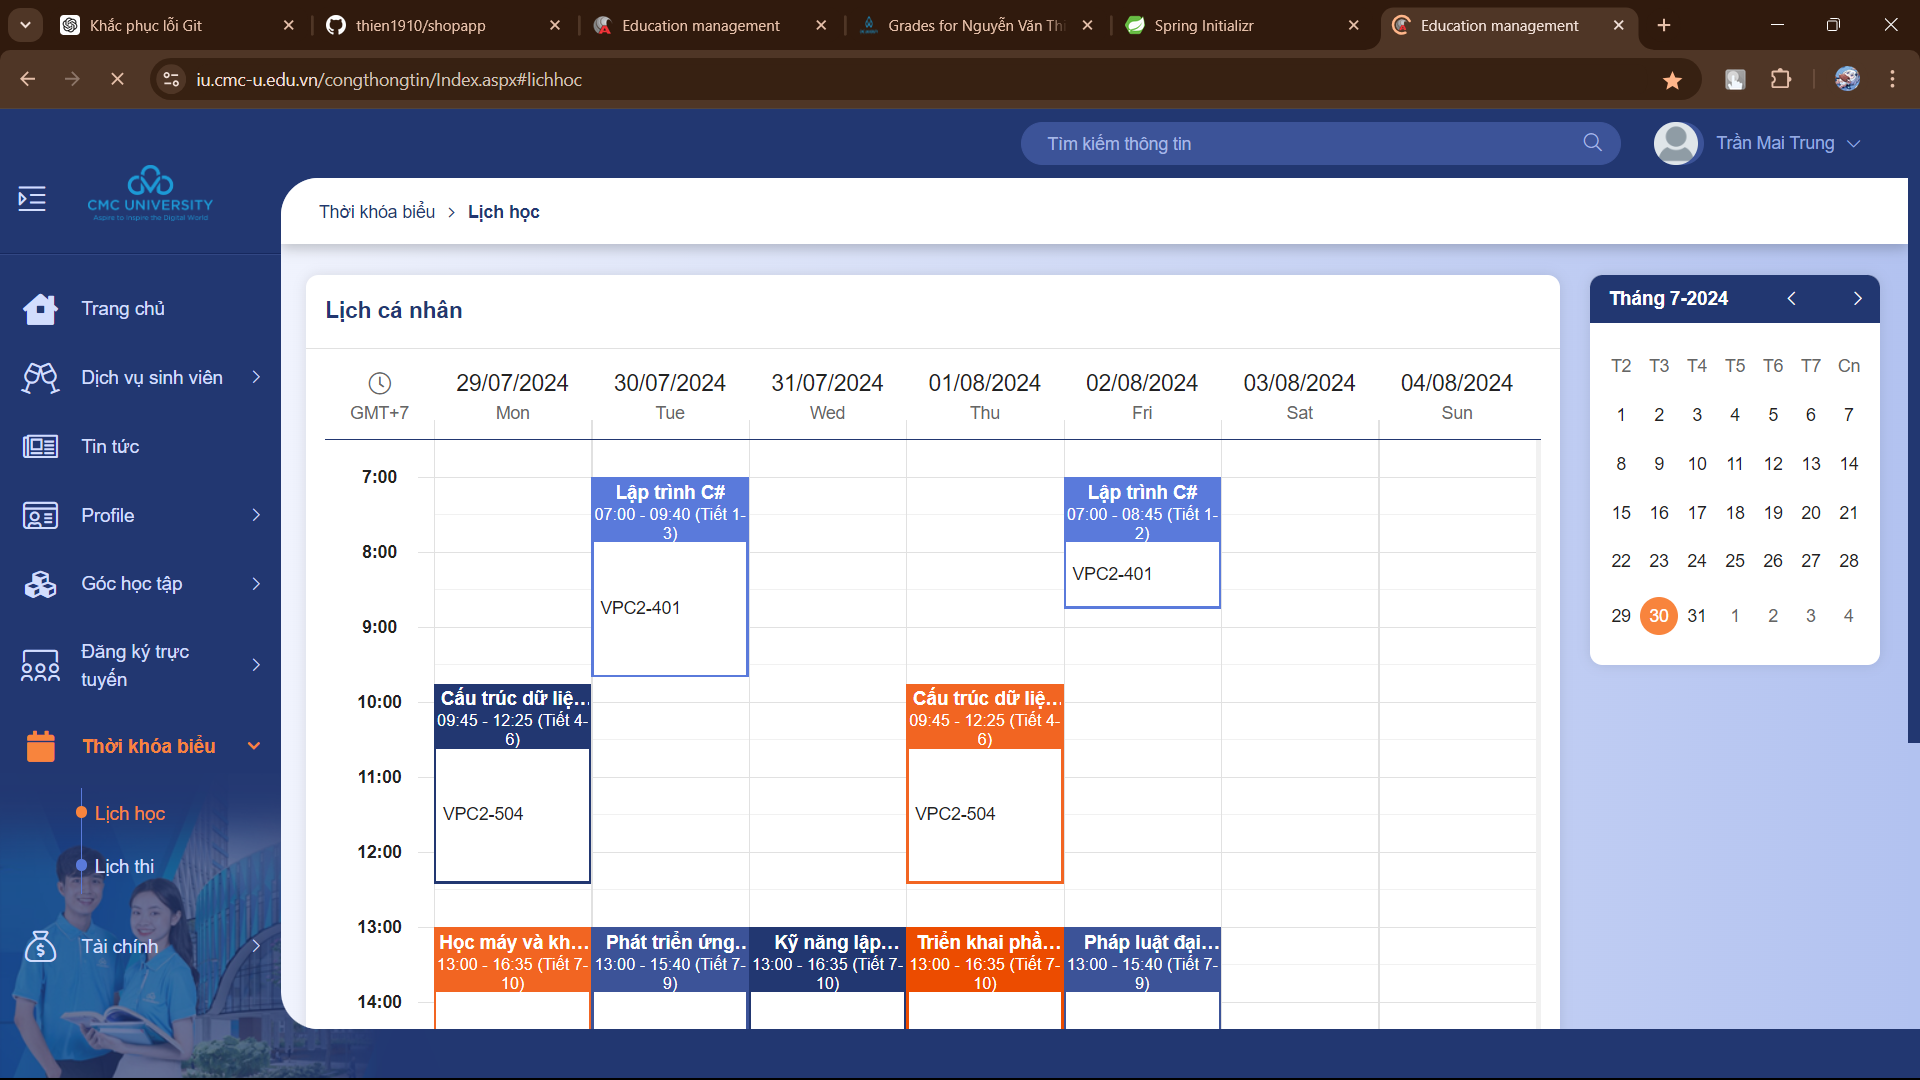 Khắc phục lỗi Git
thien1910/shopapp
Education management
Grades for Nguyễn Văn Thi
Spring Initializr
Education management
iu.cmc-u.edu.vn/congthongtin/Index.aspx#lichhoc
Tìm kiếm thông tin
Trần Mai Trung
CMC UNIVERSITY
Aspire to Inspire the Digital World
Thời khóa biểu > Lịch học
Trang chủ
Dịch vụ sinh viên
Tin tức
Profile
Góc học tập
Đăng ký trực
tuyến
Thời khóa biểu
Lịch học
Lịch thi
Tài chính
Lịch cá nhân
GMT+7
29/07/2024 30/07/2024 31/07/2024 01/08/2024 02/08/2024 03/08/2024 04/08/2024
Mon Tue Wed Thu Fri Sat Sun
7:00
Lập trình C#
07:00 - 09:40 (Tiết 1-
3)
VPC2-401
Lập trình C#
07:00 - 08:45 (Tiết 1-
2)
VPC2-401
8:00
9:00
10:00
Cấu trúc dữ liệ...
09:45 - 12:25 (Tiết 4-
6)
VPC2-504
Cấu trúc dữ liệ...
09:45 - 12:25 (Tiết 4-
6)
VPC2-504
11:00
12:00
13:00
Học máy và kh...
13:00 - 16:35 (Tiết 7-
10)
Phát triển ứng...
13:00 - 15:40 (Tiết 7-
9)
Kỹ năng lập...
13:00 - 16:35 (Tiết 7-
10)
Triển khai phầ...
13:00 - 16:35 (Tiết 7-
10)
Pháp luật đại...
13:00 - 15:40 (Tiết 7-
9)
14:00
Tháng 7-2024
T2 T3 T4 T5 T6 T7 Cn
1 2 3 4 5 6 7
8 9 10 11 12 13 14
15 16 17 18 19 20 21
22 23 24 25 26 27 28
29 30 31 1 2 3 4